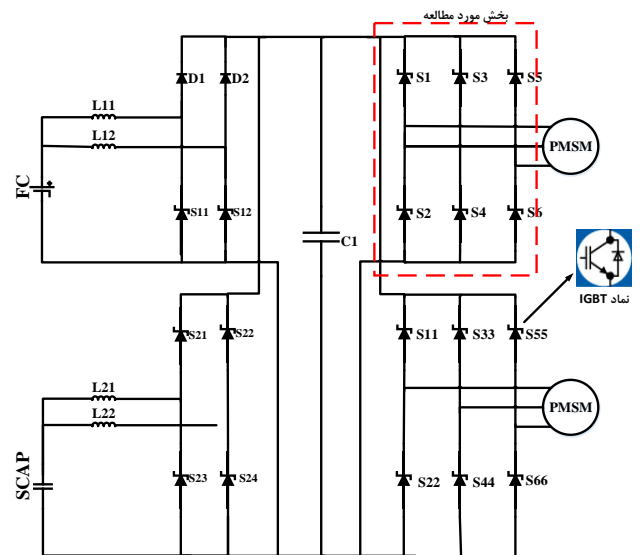 بخش مورد مطالعه
D1
D2
S1
S3
S5
L11
L12
PMSM
FC
S11
S12
S2
S4
S6
C1
نماد IGBT
S21
S22
S11
S33
S55
L21
L22
PMSM
SCAP
S23
S24
S22
S44
S66